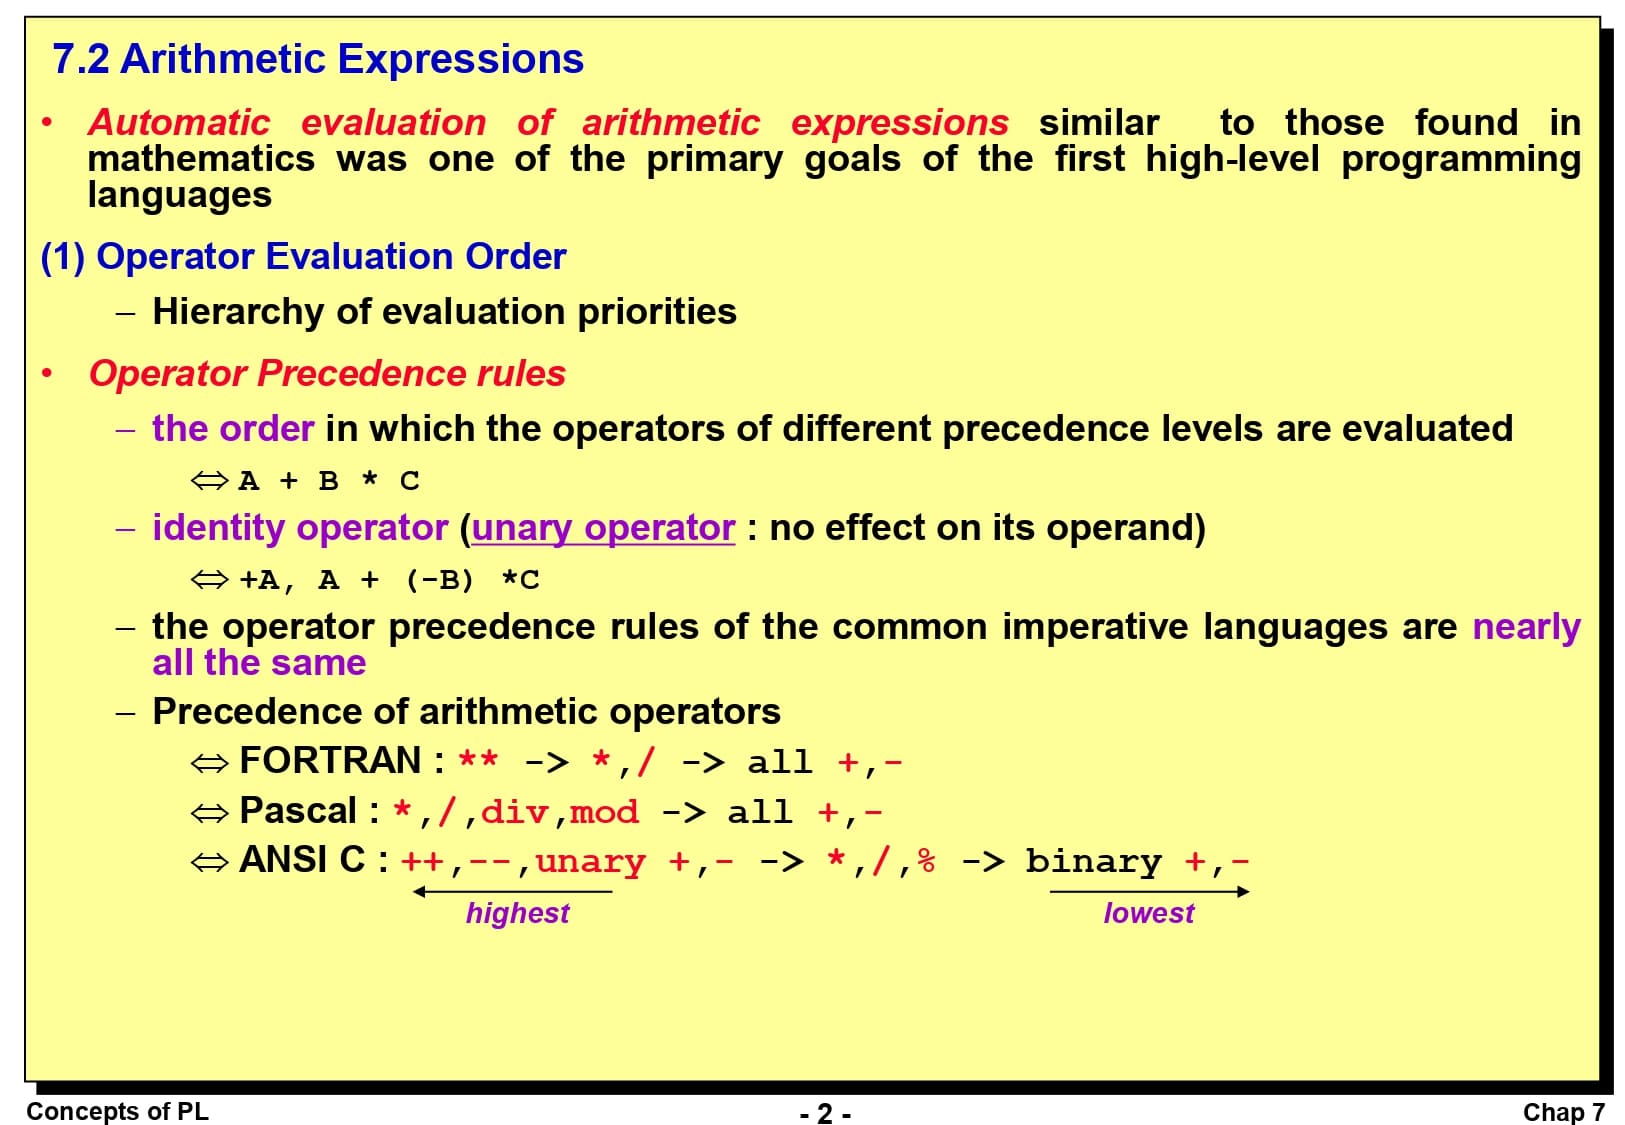 7.2 Arithmetic Expressions
• Automatic evaluation of arithmetic expressions similar to those found in
mathematics was one of the primary goals of the first high-level programming
languages
(1) Operator Evaluation Order
– Hierarchy of evaluation priorities
• Operator Precedence rules
– the order in which the operators of different precedence levels are evaluated
⇔ A + B * C
– identity operator (unary operator : no effect on its operand)
⇔ +A, A + (-B) *C
– the operator precedence rules of the common imperative languages are nearly
all the same
– Precedence of arithmetic operators
⇔ FORTRAN : ** -> *,/ -> all +,-
⇔ Pascal : *,/,div,mod -> all +,-
⇔ ANSI C : ++,--,unary +,- -> *,/,% -> binary +,-
highest lowest
Concepts of PL - 2 - Chap 7